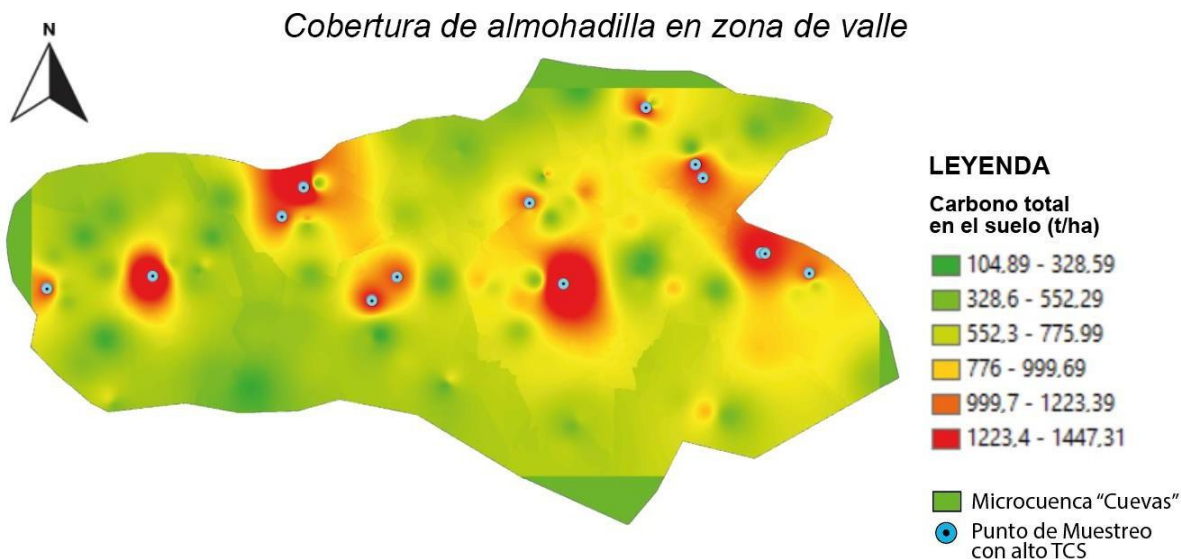 Cobertura de almohadilla en zona de valle
N
LEYENDA
Carbono total
en el suelo (t/ha)
104,89 - 328.59
328,6 - 552,29
552,3 - 775.99
776 - 999,69
999,7 - 1223.39
1223,4 - 1447,31
Microcuenca "Cuevas"
Punto de Muestreo
con alto TCS